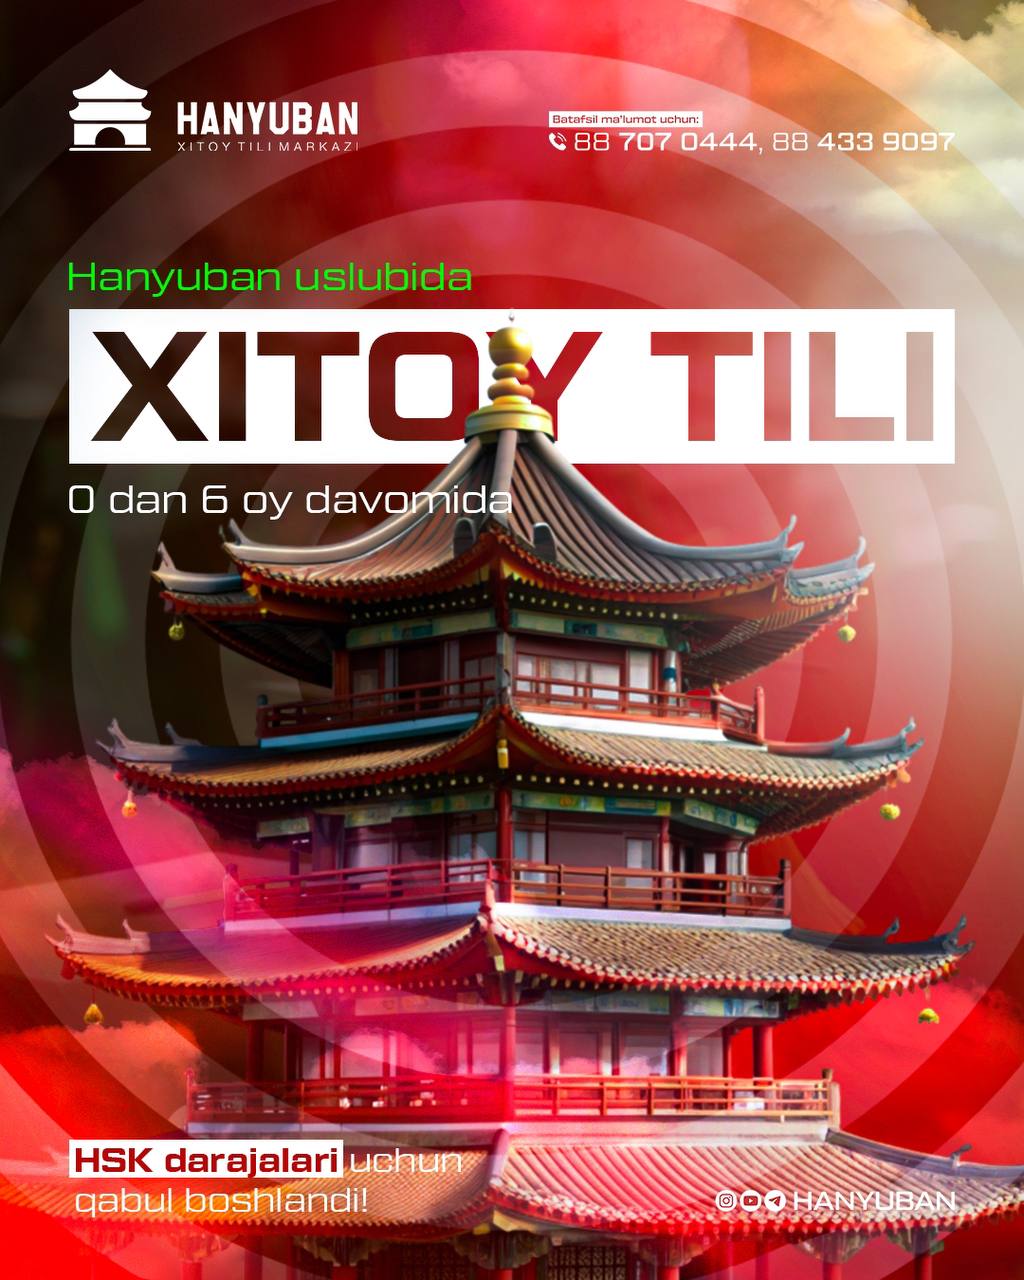 HANYUBAN
XITOY TILI MARKAZI
Batafsil ma'lumot uchun:
88 707 0444, 88 433 9097
Hanyuban uslubida
XITOY TILI
0 dan 6 oy davomida
HSK darajalari uchun
qabul boshlandi!
HANYUBAN